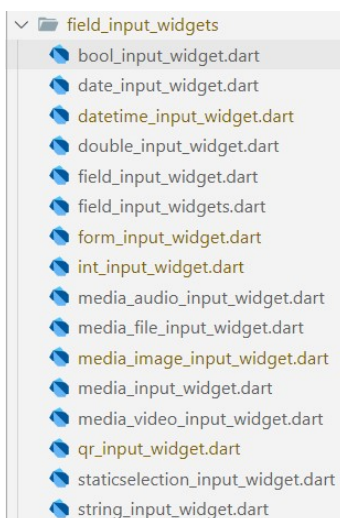 field_input_widgets
bool_input_widget.dart
date_input_widget.dart
datetime_input_widget.dart
double_input_widget.dart
field_input_widget.dart
field_input_widgets.dart
form_input_widget.dart
int_input_widget.dart
media_audio_input_widget.dart
media_file_input_widget.dart
media_image_input_widget.dart
media_input_widget.dart
media_video_input_widget.dart
qr_input_widget.dart
staticselection_input_widget.dart
string_input_widget.dart